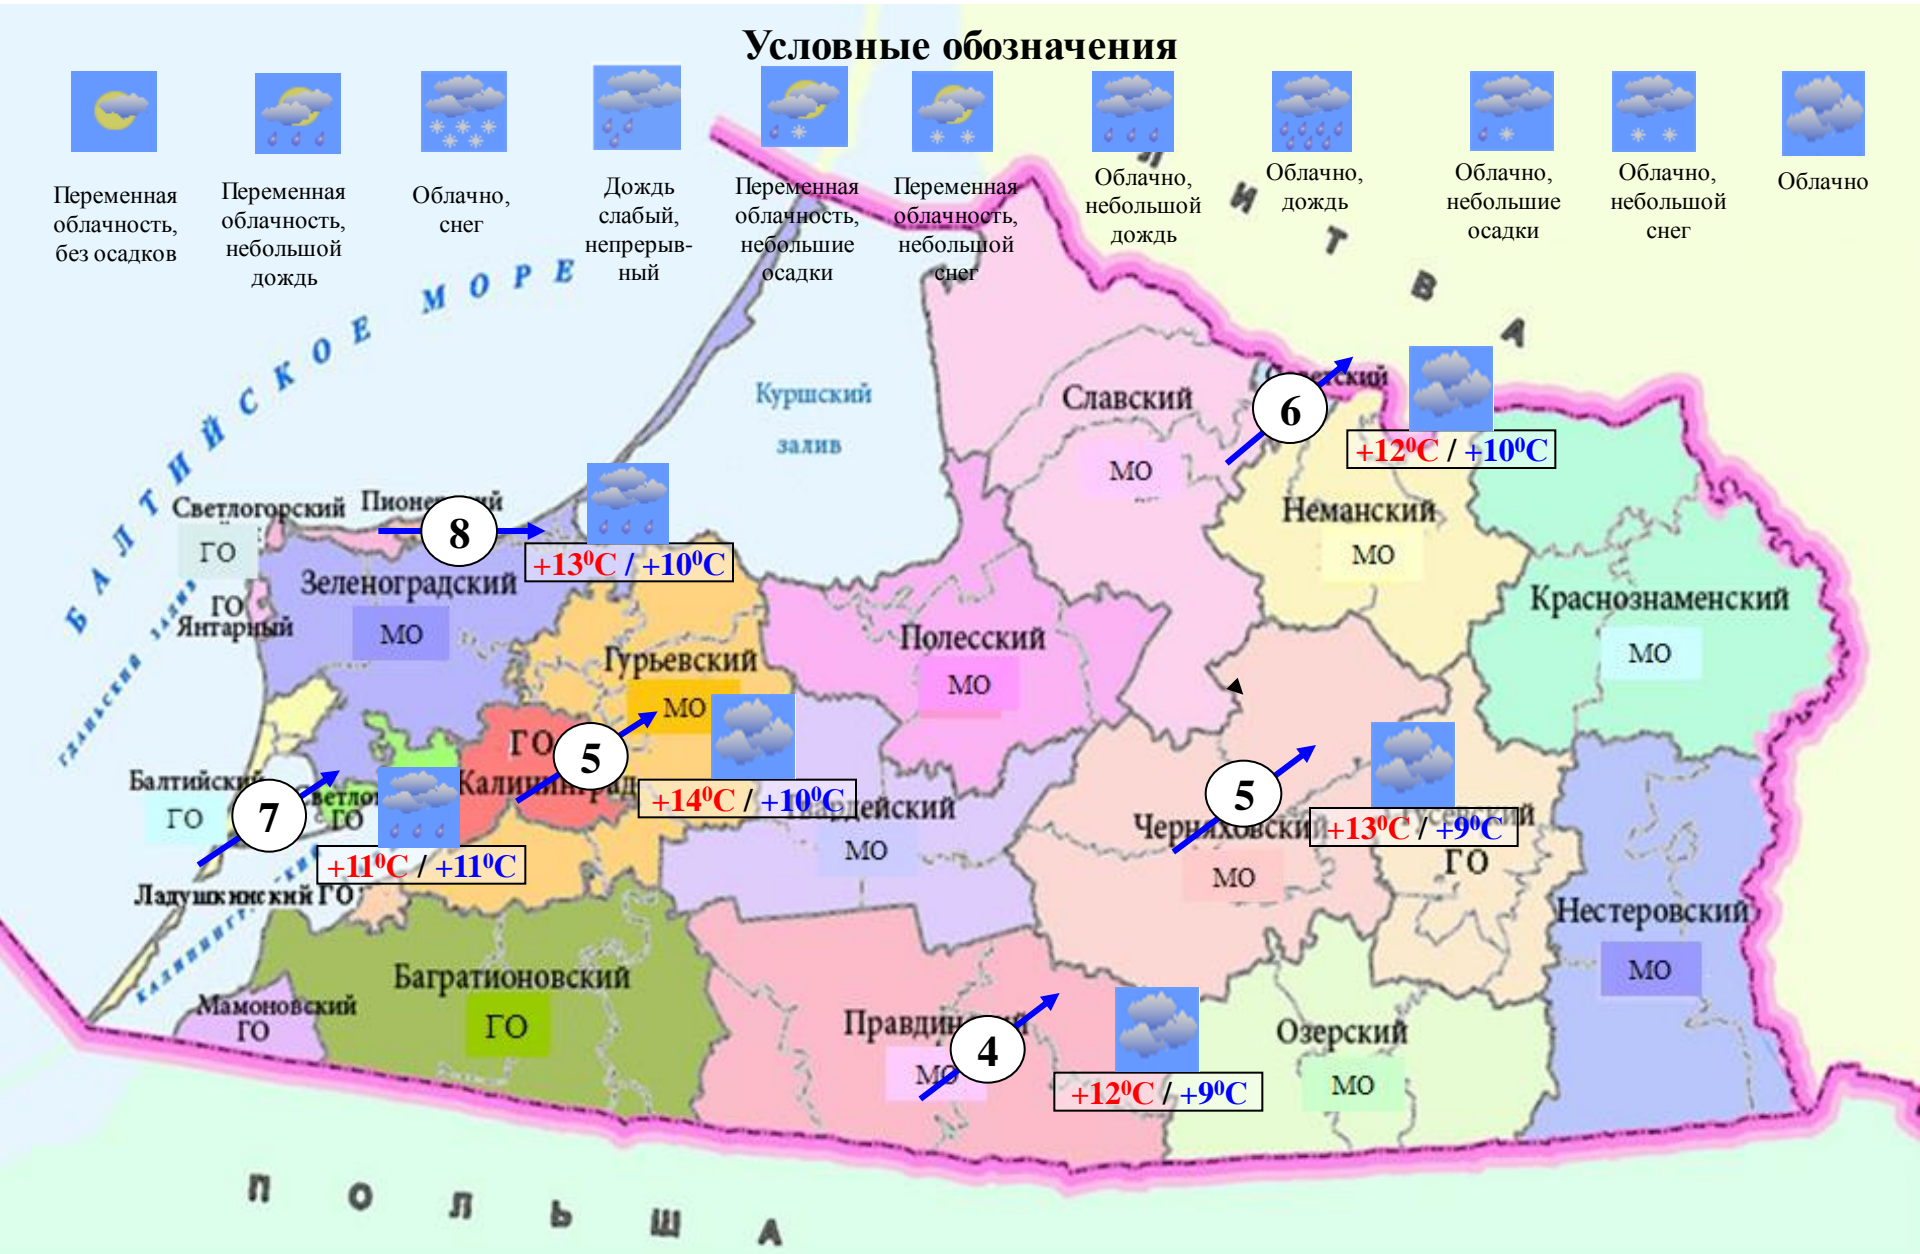 Условные обозначения
Переменная
облачность,
без осадков
Переменная
облачность,
небольшой
дождь
Облачно,
снег
Дождь
слабый,
непрерыв-
ный
Переменная
облачность,
небольшие
осадки
Переменная
облачность,
небольшой
снег
Облачно,
небольшой
дождь
Облачно,
дождь
Облачно,
небольшие
осадки
Облачно,
небольшой
снег
Облачно
ЛИТВА
БАЛТИЙСКОЕ МОРЕ
Куршский
залив
Славский
МО
6
+12⁰C / +10⁰C
Неманский
МО
Светлогорский
ГО
8
+13⁰C / +10⁰C
Зеленоградский
МО
ГО
Янтарный
Краснознаменский
МО
Полесский
МО
Гурьевский
МО
ГО
5
+14⁰C / +10⁰C
Балтийский
ГО
7
ГО
+11⁰C / +11⁰C
МО
Черняховский
МО
5
+13⁰C / +9⁰C
ГО
Ладушкинский ГО
Нестеровский
МО
Багратионовский
ГО
Мамоновский
ГО
4
МО
+12⁰C / +9⁰C
Озерский
МО
ПОЛЬША